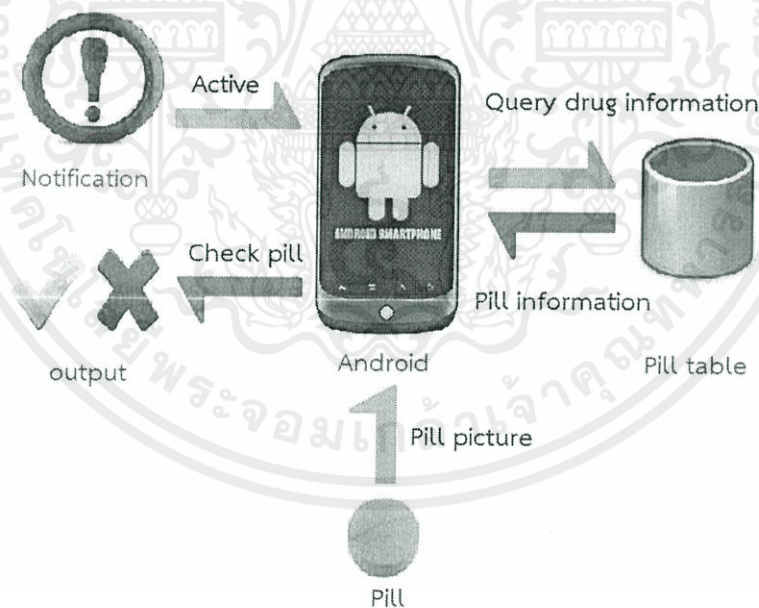 Active
Notification
Query drug information
ANDROID SMARTPHONE
Check pill
Pill information
output
Android
Pill table
Pill picture
Pill